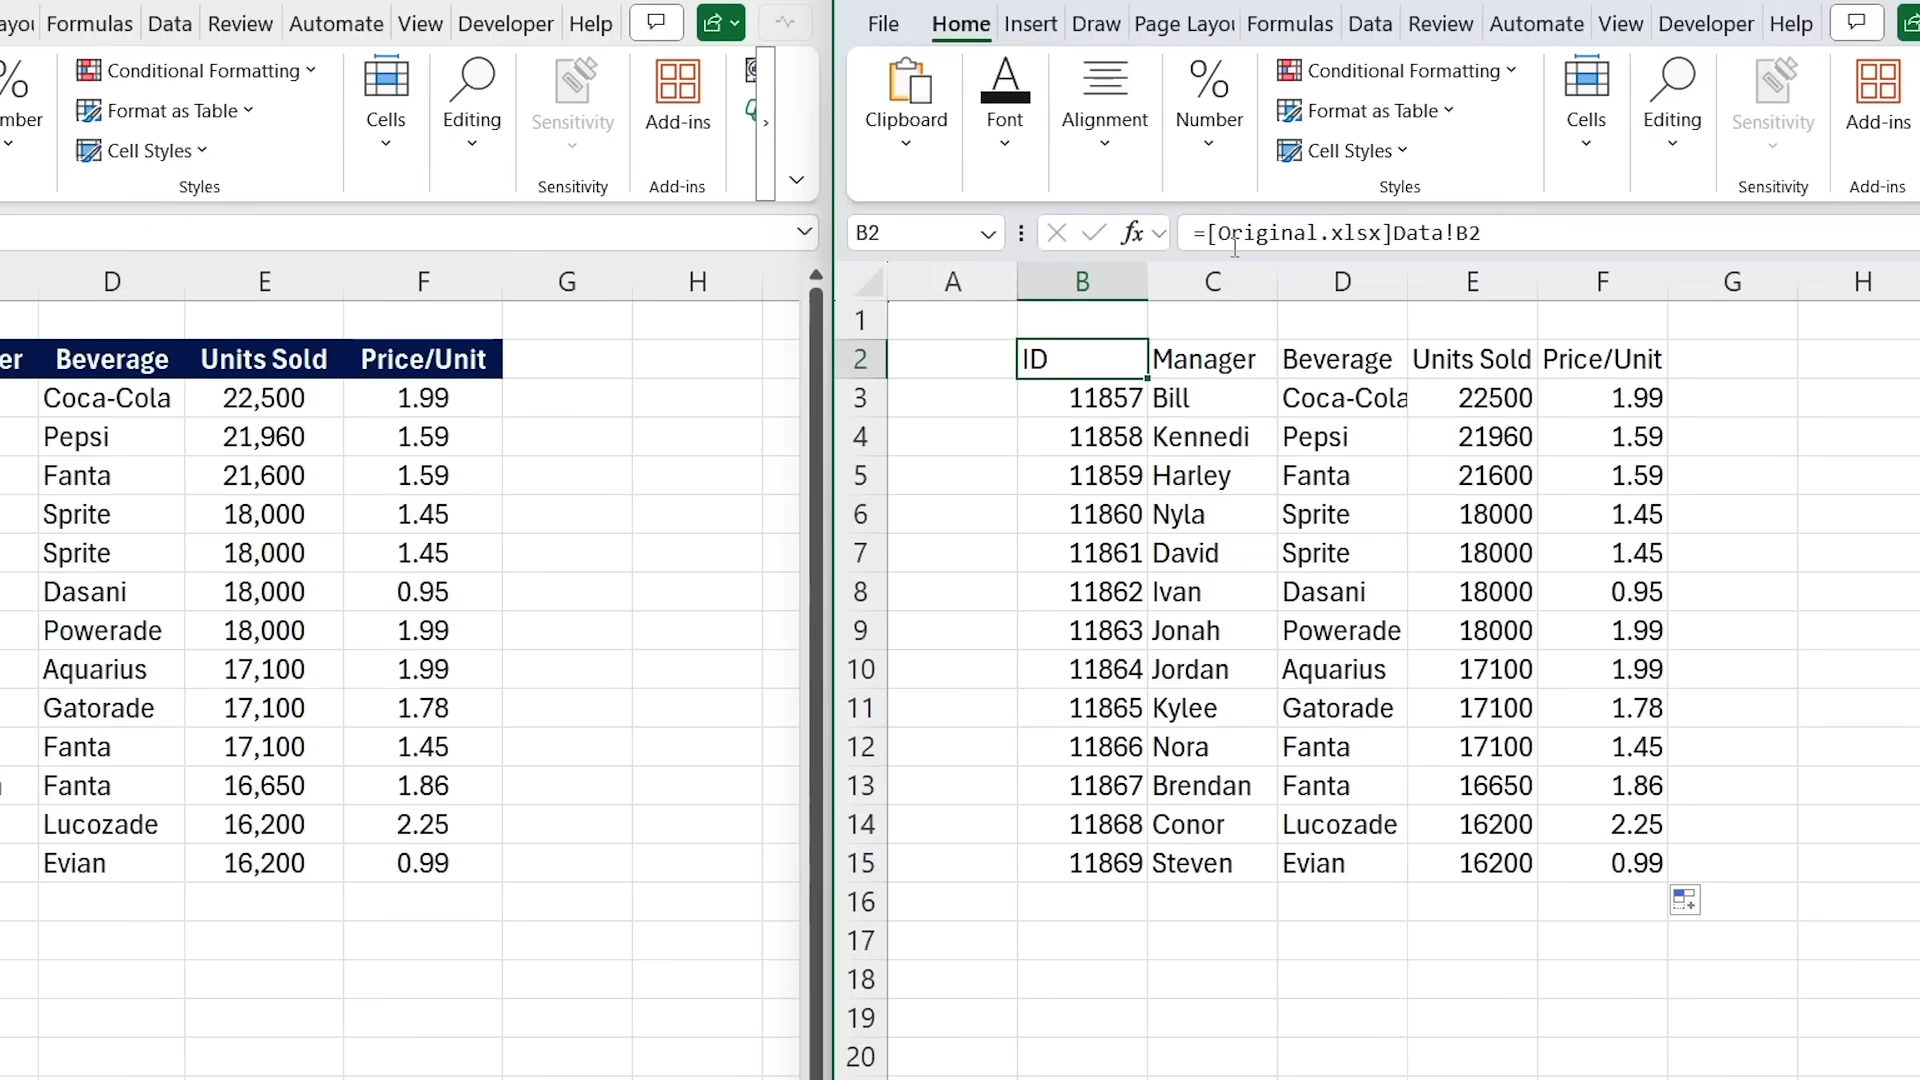 Formulas Data Review Automate View Developer Help
Conditional Formatting
Format as Table
Cell Styles
Styles
Cells
Editing
Sensitivity
Sensitivity
Add-ins
Add-ins
Beverage Units Sold Price/Unit
D E F G H
Coca-Cola 22,500 1.99
Pepsi 21,960 1.59
Fanta 21,600 1.59
Sprite 18,000 1.45
Sprite 18,000 1.45
Dasani 18,000 0.95
Powerade 18,000 1.99
Aquarius 17,100 1.99
Gatorade 17,100 1.78
Fanta 17,100 1.45
Fanta 16,650 1.86
Lucozade 16,200 2.25
Evian 16,200 0.99
File Home Insert Draw Page Layou Formulas Data Review Automate View Developer Help
Clipboard
Font
Alignment
%
Number
Conditional Formatting
Format as Table
Cell Styles
Styles
Cells
Editing
Sensitivity
Sensitivity
Add-ins
Add-ins
B2 fx =[Original.xlsx]Data!B2
A B C D E F G H
1
2 ID Manager Beverage Units Sold Price/Unit
3 11857 Bill Coca-Cola 22500 1.99
4 11858 Kennedi Pepsi 21960 1.59
5 11859 Harley Fanta 21600 1.59
6 11860 Nyla Sprite 18000 1.45
7 11861 David Sprite 18000 1.45
8 11862 Ivan Dasani 18000 0.95
9 11863 Jonah Powerade 18000 1.99
10 11864 Jordan Aquarius 17100 1.99
11 11865 Kylee Gatorade 17100 1.78
12 11866 Nora Fanta 17100 1.45
13 11867 Brendan Fanta 16650 1.86
14 11868 Conor Lucozade 16200 2.25
15 11869 Steven Evian 16200 0.99
16
17
18
19
20